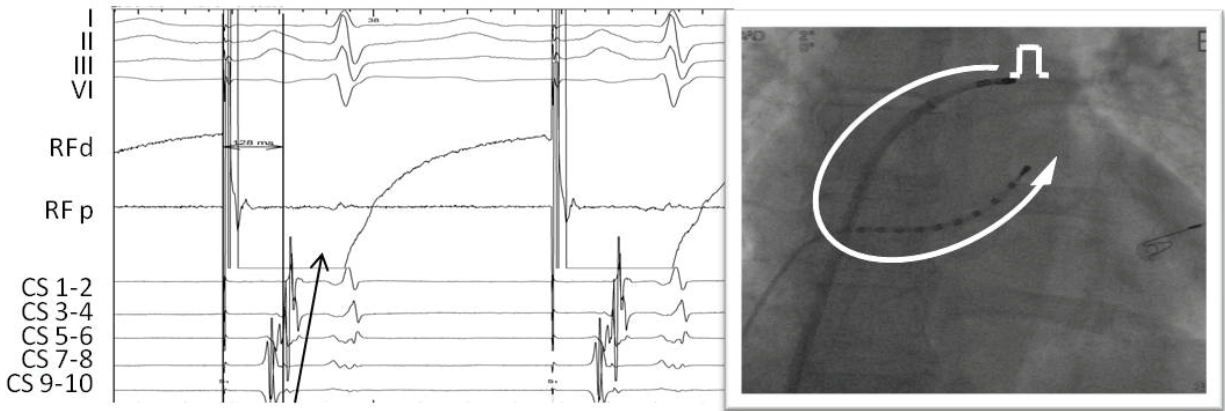 I
II
III
VI
38
RFd
128 ms
RF p
CS 1-2
CS 3-4
CS 5-6
CS 7-8
CS 9-10